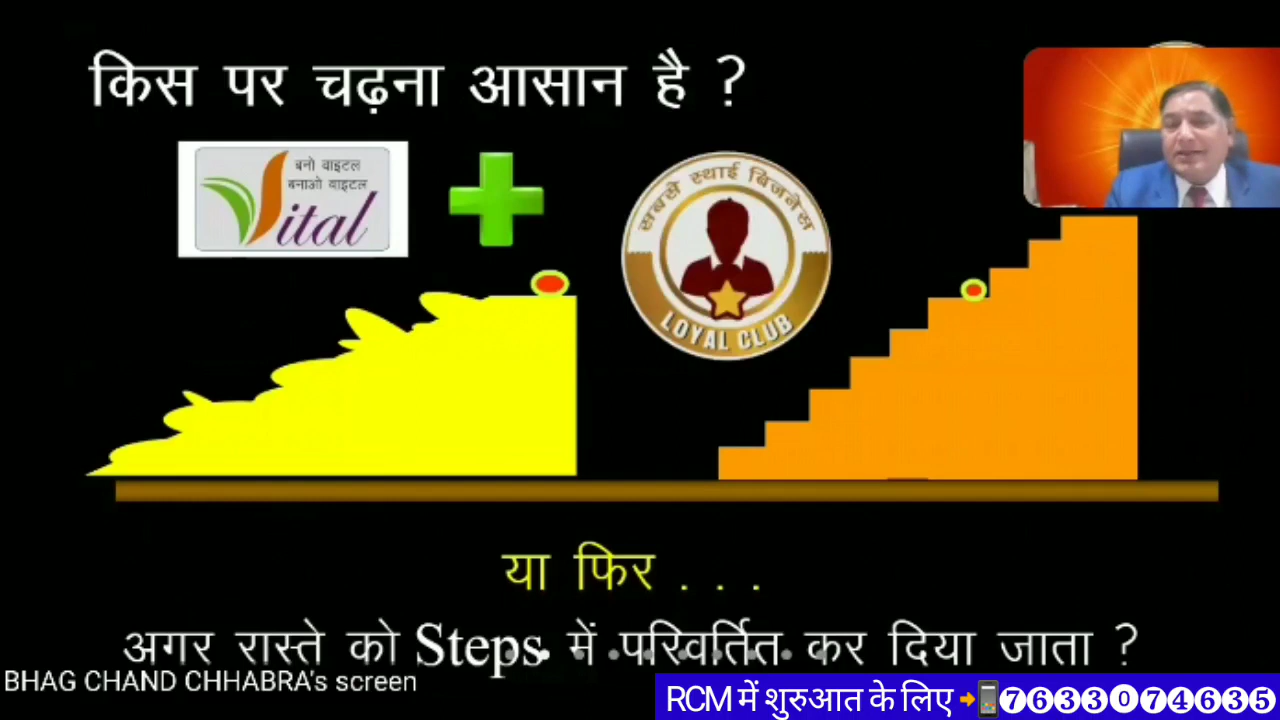 किस पर चढ़ना आसान है ?
बनो वाइटल
बनाओ वाइटल
Vital
सबसे स्थाई बिजनेस
LOYAL CLUB
या फिर . . .
अगर रास्ते को Steps में परिवर्तित कर दिया जाता ?
BHAG CHAND CHHABRA's screen
RCM में शुरुआत के लिए ➜📱❼❻❸❸⓿❼❹❻❸❺